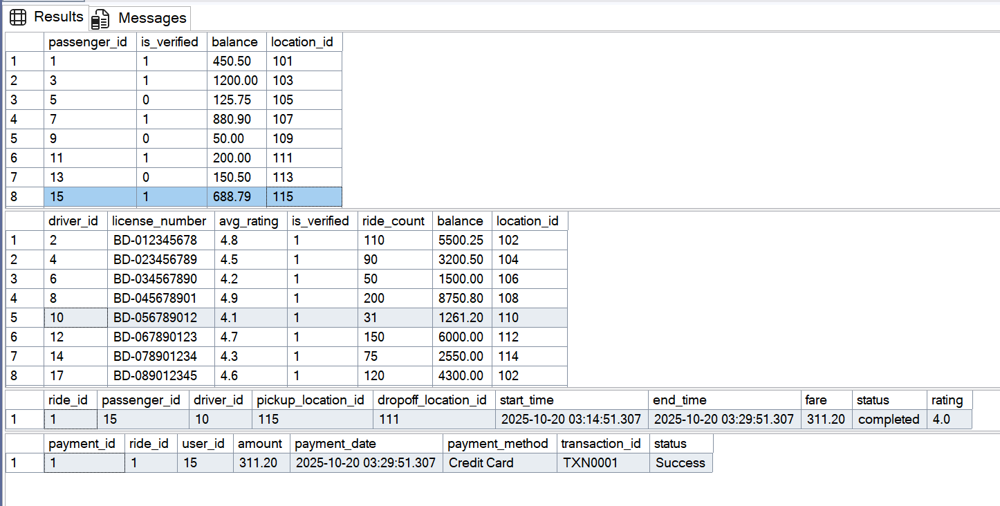 Results Messages
passenger_id is_verified balance location_id
1 1 1 450.50 101
2 3 1 1200.00 103
3 5 0 125.75 105
4 7 1 880.90 107
5 9 0 50.00 109
6 11 1 200.00 111
7 13 0 150.50 113
8 15 1 688.79 115
driver_id license_number avg_rating is_verified ride_count balance location_id
1 2 BD-012345678 4.8 1 110 5500.25 102
2 4 BD-023456789 4.5 1 90 3200.50 104
3 6 BD-034567890 4.2 1 50 1500.00 106
4 8 BD-045678901 4.9 1 200 8750.80 108
5 10 BD-056789012 4.1 1 31 1261.20 110
6 12 BD-067890123 4.7 1 150 6000.00 112
7 14 BD-078901234 4.3 1 75 2550.00 114
8 17 BD-089012345 4.6 1 120 4300.00 102
ride_id passenger_id driver_id pickup_location_id dropoff_location_id start_time end_time fare status rating
1 1 15 10 115 111 2025-10-20 03:14:51.307 2025-10-20 03:29:51.307 311.20 completed 4.0
payment_id ride_id user_id amount payment_date payment_method transaction_id status
1 1 1 15 311.20 2025-10-20 03:29:51.307 Credit Card TXN0001 Success